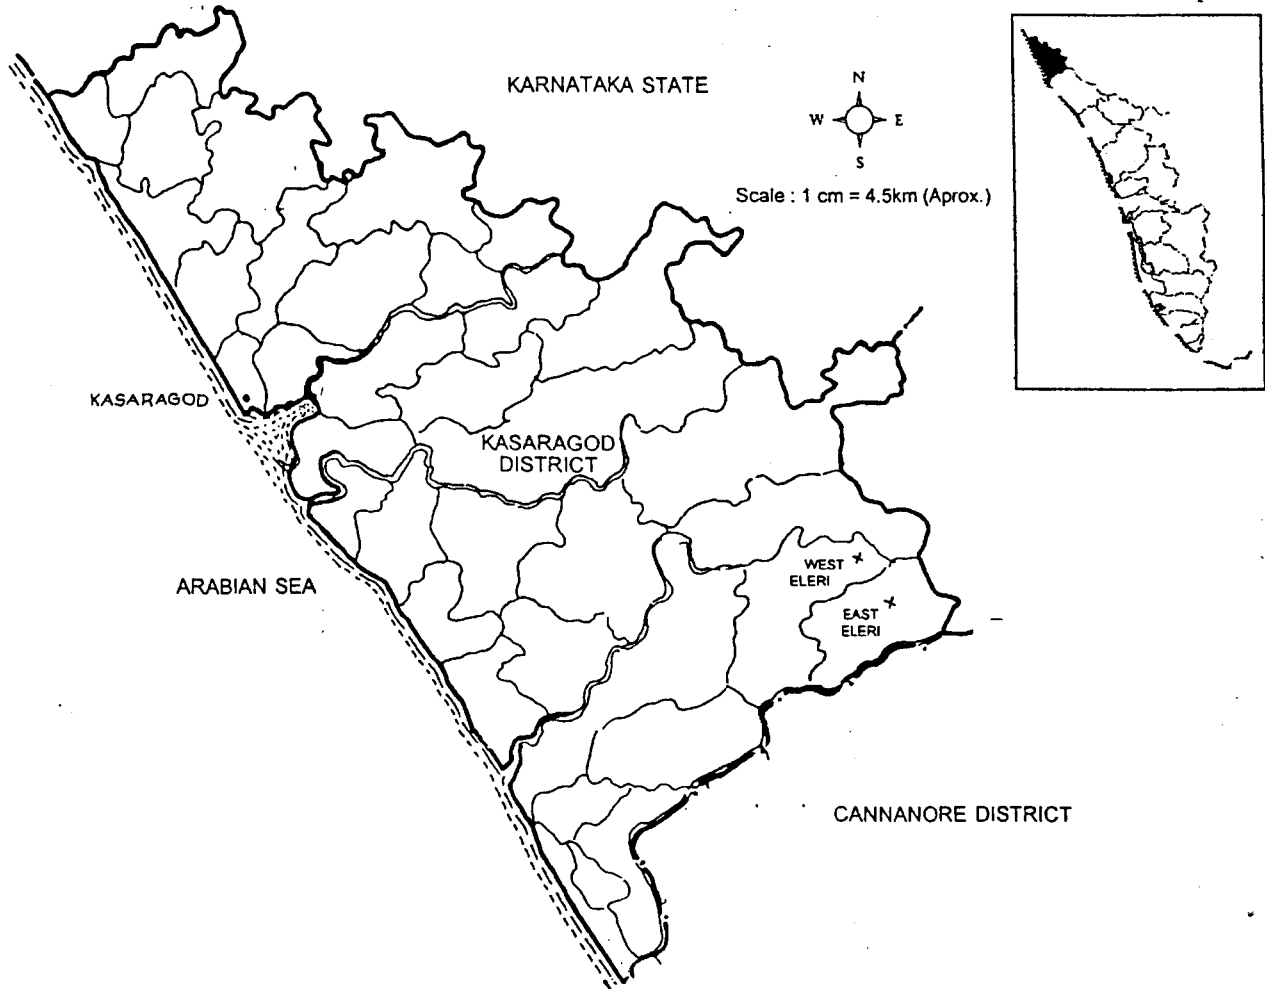 KARNATAKA STATE
N
W E
S
Scale : 1 cm = 4.5km (Aprox.)
KASARAGOD
KASARAGOD
DISTRICT
ARABIAN SEA
WEST
ELERI
EAST
ELERI
CANNANORE DISTRICT